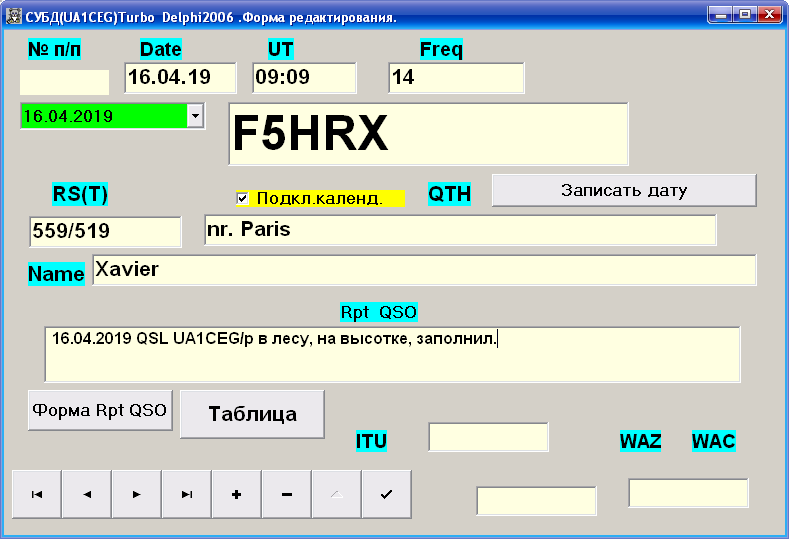 СУБД(UA1CEG)Turbo Delphi2006 .Форма редактирования.
№ п/п Date UT Freq
16.04.19 09:09 14
16.04.2019
F5HRX
RS(T) Подкл.календ. QTH Записать дату
559/519 nr. Paris
Name Xavier
Rpt QSO
16.04.2019 QSL UA1CEG/p в лесу, на высотке, заполнил.
Форма Rpt QSO Таблица
ITU WAZ WAC